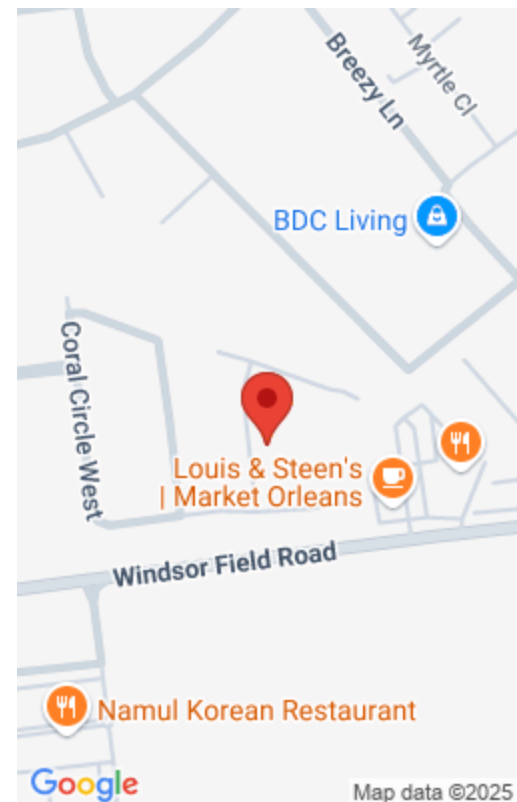 Breezy Ln
Myrtle Cl
BDC Living
Coral Circle West
Louis & Steen's
| Market Orleans
Windsor Field Road
Namul Korean Restaurant
Google
Map data ©2025